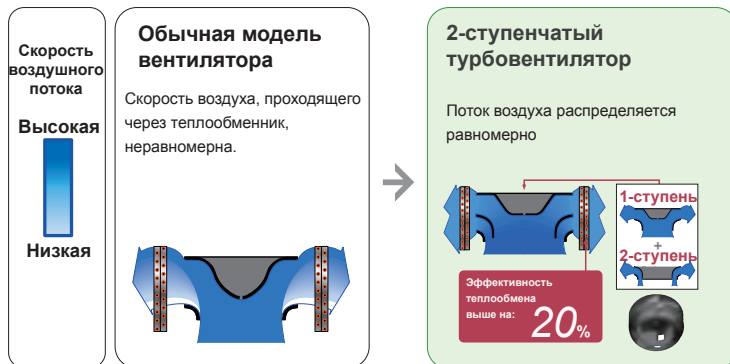 Скорость
воздушного
потока
Высокая
Низкая
Обычная модель
вентилятора
Скорость воздуха, проходящего
через теплообменник,
неравномерна.
2-ступенчатый
турбовентилятор
Поток воздуха распределяется
равномерно
1-ступень
+
2-ступень
Эффективность
теплообмена
выше на:
20%